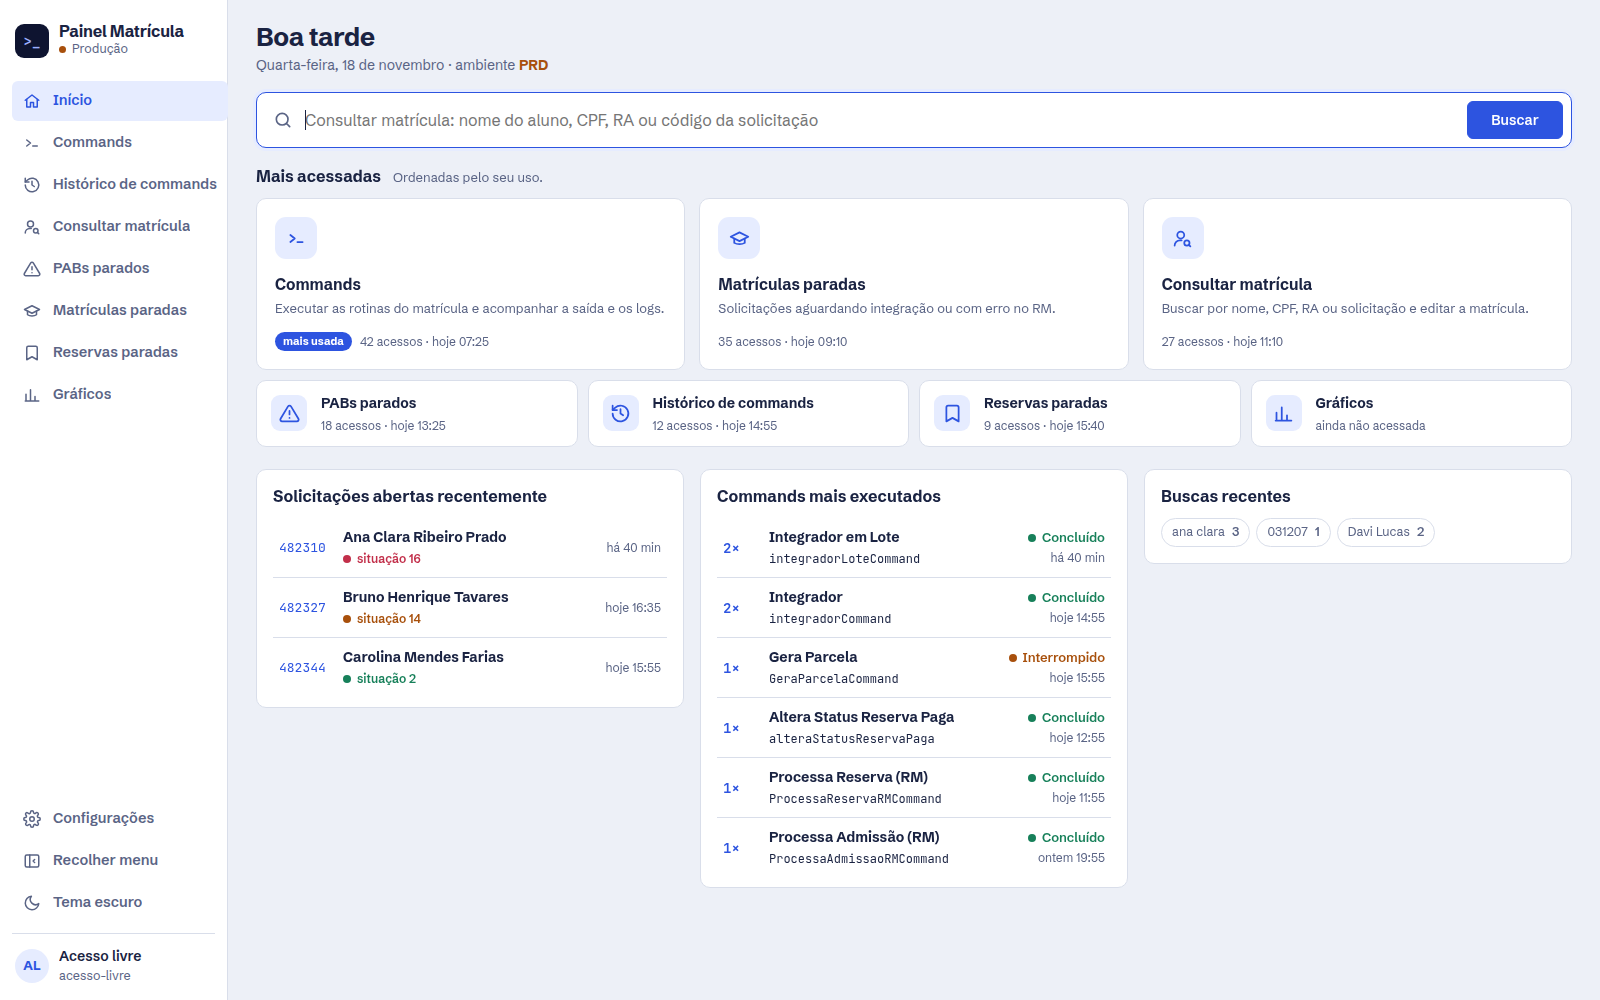 >_
Painel Matrícula
Produção
Início
Commands
Histórico de commands
Consultar matrícula
PABs parados
Matrículas paradas
Reservas paradas
Gráficos
Configurações
Recolher menu
Tema escuro
AL
Acesso livre
acesso-livre
Boa tarde
Quarta-feira, 18 de novembro · ambiente PRD
Consultar matrícula: nome do aluno, CPF, RA ou código da solicitação
Buscar
Mais acessadas Ordenadas pelo seu uso.
Commands
Executar as rotinas do matrícula e acompanhar a saída e os logs.
mais usada 42 acessos · hoje 07:25
Matrículas paradas
Solicitações aguardando integração ou com erro no RM.
35 acessos · hoje 09:10
Consultar matrícula
Buscar por nome, CPF, RA ou solicitação e editar a matrícula.
27 acessos · hoje 11:10
PABs parados
18 acessos · hoje 13:25
Histórico de commands
12 acessos · hoje 14:55
Reservas paradas
9 acessos · hoje 15:40
Gráficos
ainda não acessada
Solicitações abertas recentemente
482310
Ana Clara Ribeiro Prado
situação 16
há 40 min
482327
Bruno Henrique Tavares
situação 14
hoje 16:35
482344
Carolina Mendes Farias
situação 2
hoje 15:55
Commands mais executados
2×
Integrador em Lote
integradorLoteCommand
Concluído
há 40 min
2×
Integrador
integradorCommand
Concluído
hoje 14:55
1×
Gera Parcela
GeraParcelaCommand
Interrompido
hoje 15:55
1×
Altera Status Reserva Paga
alteraStatusReservaPaga
Concluído
hoje 12:55
1×
Processa Reserva (RM)
ProcessaReservaRMCommand
Concluído
hoje 11:55
1×
Processa Admissão (RM)
ProcessaAdmissaoRMCommand
Concluído
ontem 19:55
Buscas recentes
ana clara 3
031207 1
Davi Lucas 2